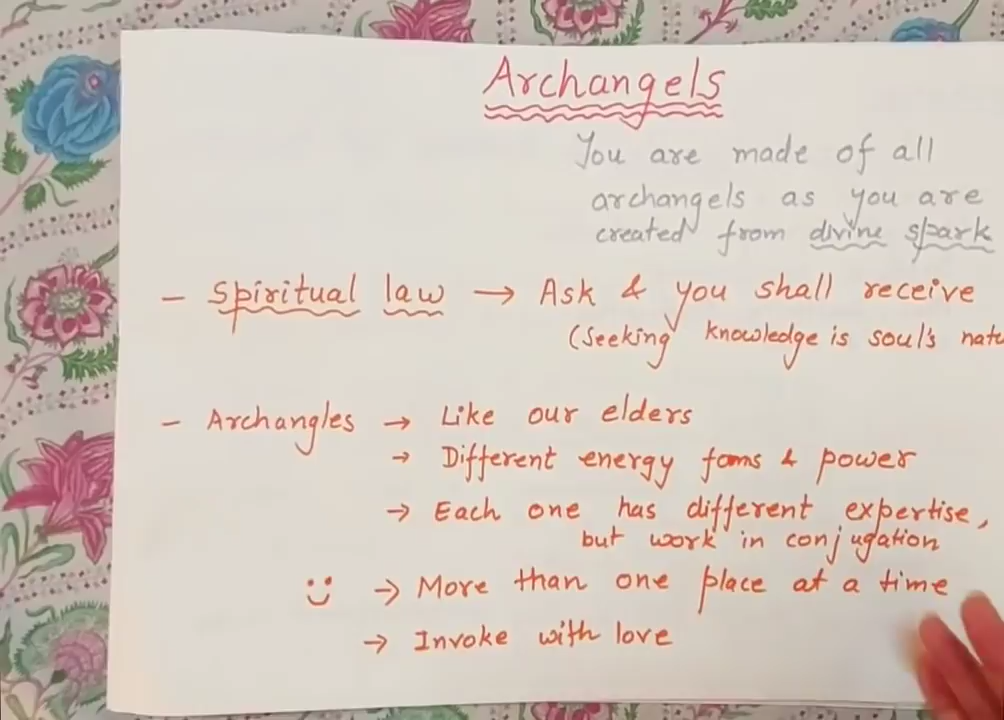 Archangels
You are made of all
archangels as you are
created from divine spark
- Spiritual law → Ask & you shall receive
(Seeking knowledge is soul's natu
- Archangles → Like our elders
→ Different energy foms & power
→ Each one has different expertise,
but work in conjugation
→ More than one place at a time
→ Invoke with love